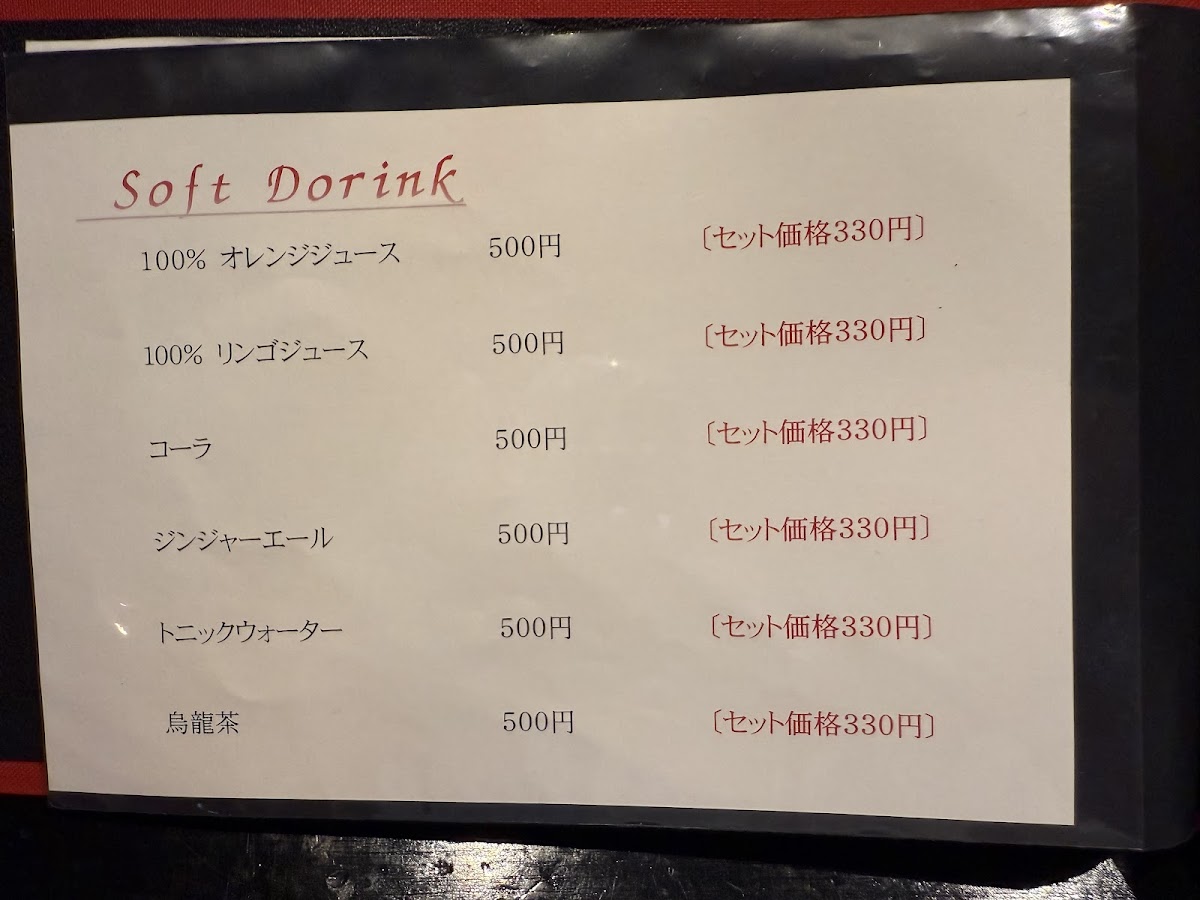 Soft Dorink
100% オレンジジュース 500円 〔セット価格330円〕
100% リンゴジュース 500円 〔セット価格330円〕
コーラ 500円 〔セット価格330円〕
ジンジャーエール 500円 〔セット価格330円〕
トニックウォーター 500円 〔セット価格330円〕
烏龍茶 500円 〔セット価格330円〕